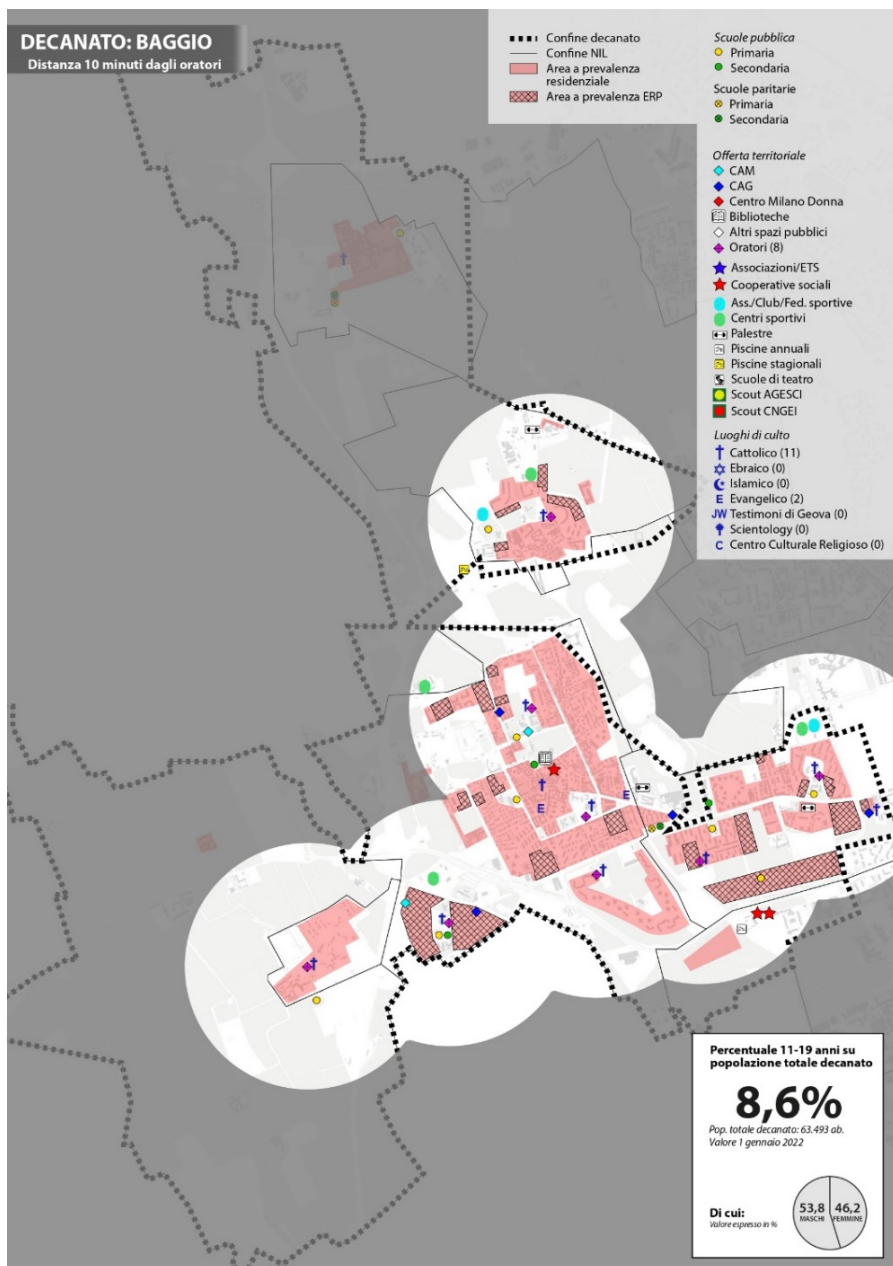 DECANATO: BAGGIO
Distanza 10 minuti dagli oratori
Confine decanato
Confine NIL
Area a prevalenza
residenziale
Area a prevalenza ERP
Scuole pubblica
Primaria
Secondaria
Scuole paritarie
Primaria
Secondaria
Offerta territoriale
CAM
CAG
Centro Milano Donna
Biblioteche
Altri spazi pubblici
Oratori (8)
Associazioni/ETS
Cooperative sociali
Ass./Club/Fed. sportive
Centri sportivi
Palestre
Piscine annuali
Piscine stagionali
Scuole di teatro
Scout AGESCI
Scout CNGEI
Luoghi di culto
Cattolico (11)
Ebraico (0)
Islamico (0)
E Evangelico (2)
JW Testimoni di Geova (0)
Scientology (0)
C Centro Culturale Religioso (0)
E
E
Percentuale 11-19 anni su
popolazione totale decanato
8,6%
Pop. totale decanato: 63.493 ab.
Valore 1 gennaio 2022
Di cui:
Valore espresso in %
53,8
MASCHI
46,2
FEMMINE